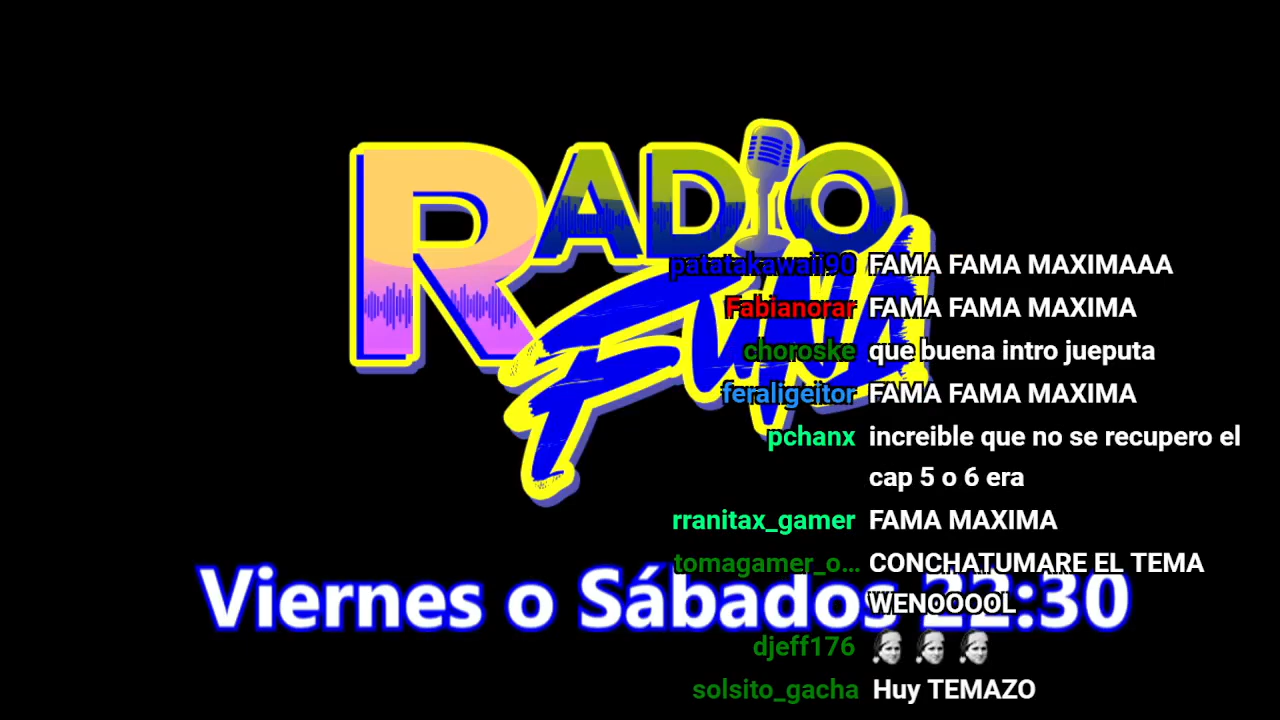 RADIO
FUNA
patatakawaii90 FAMA FAMA MAXIMAAA
Fabianorar FAMA FAMA MAXIMA
choroske que buena intro jueputa
feraligeitor FAMA FAMA MAXIMA
pchanx increible que no se recupero el
cap 5 o 6 era
rranitax_gamer FAMA MAXIMA
tomagamer_o... CONCHATUMARE EL TEMA
WENOOOOL
Viernes o Sábados 22:30
djeff176
solsito_gacha Huy TEMAZO